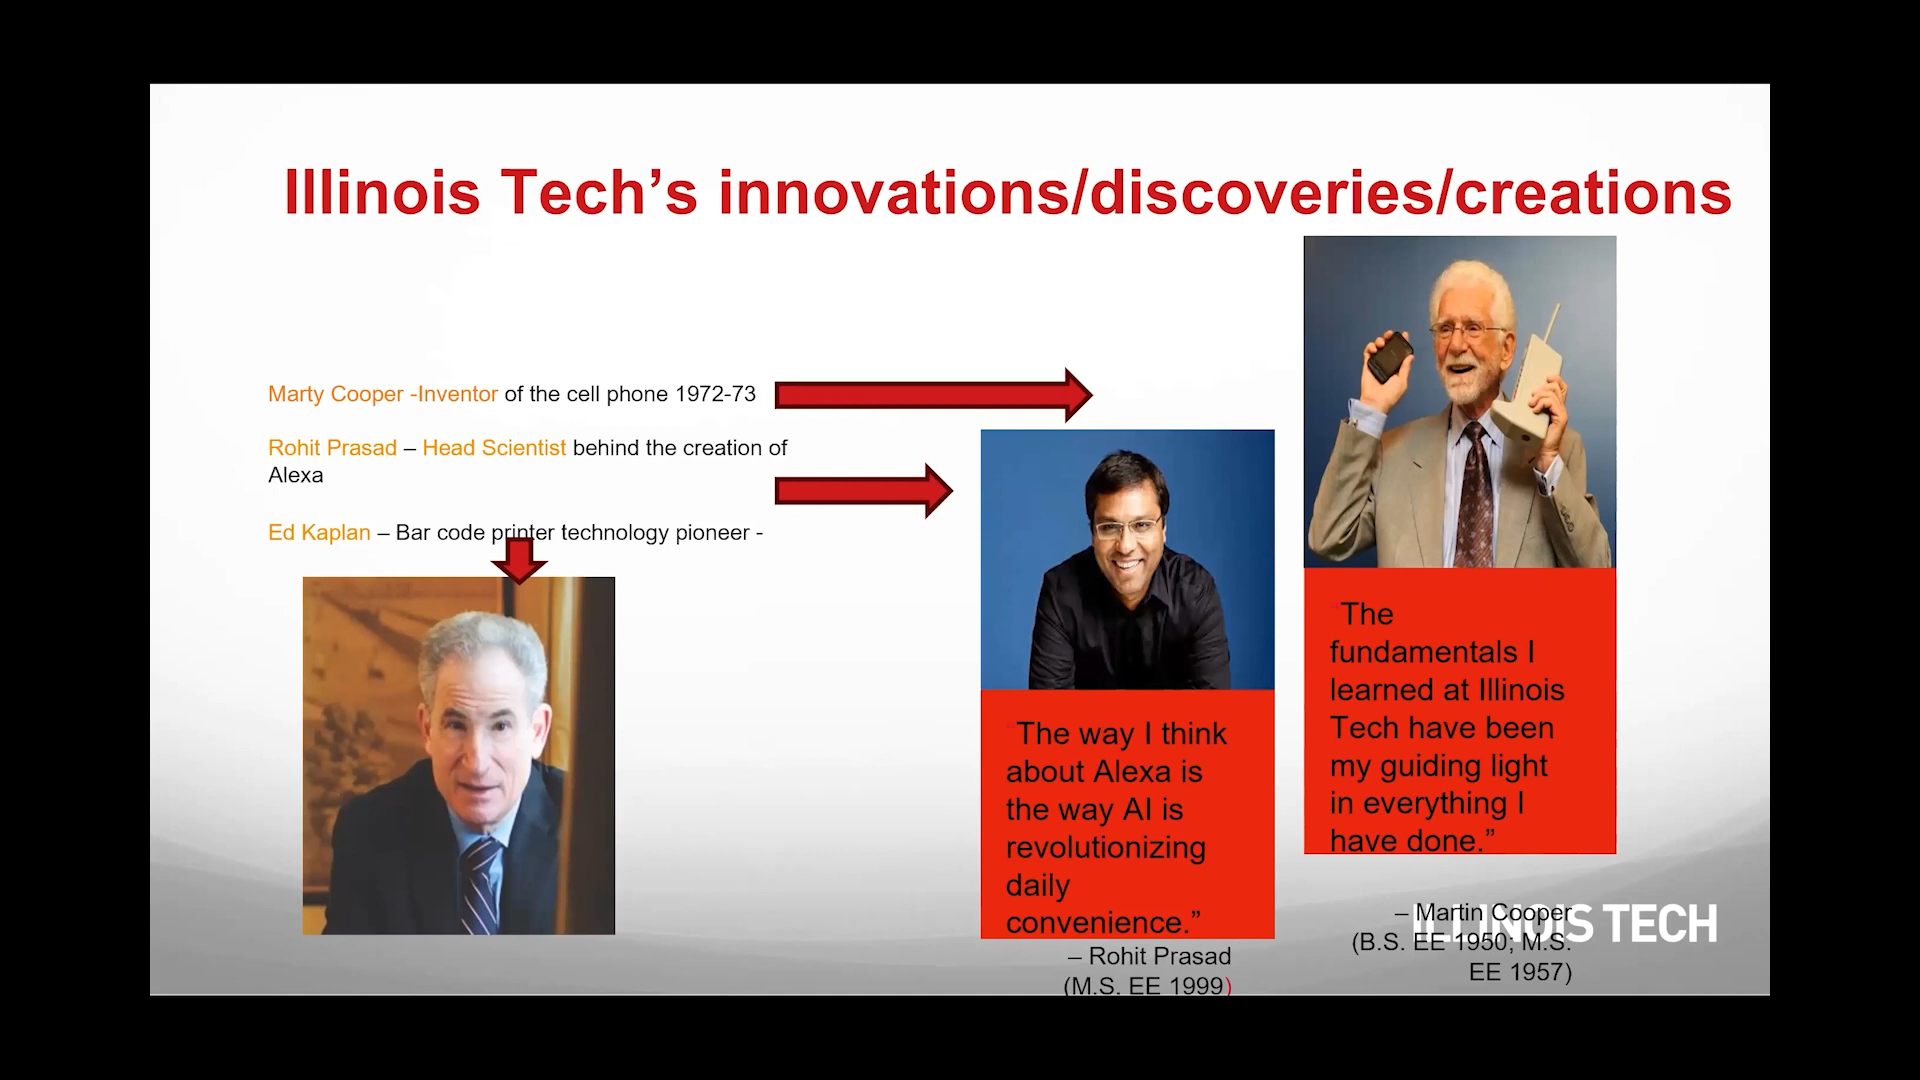 Illinois Tech’s innovations/discoveries/creations
Marty Cooper -Inventor of the cell phone 1972-73
Rohit Prasad – Head Scientist behind the creation of
Alexa
Ed Kaplan – Bar code printer technology pioneer -
"The way I think
about Alexa is
the way AI is
revolutionizing
daily
convenience.”
– Rohit Prasad
(M.S. EE 1999)
"The
fundamentals I
learned at Illinois
Tech have been
my guiding light
in everything I
have done.”
– Martin Cooper
(B.S. EE 1950; M.S.
EE 1957)
ILLINOIS TECH